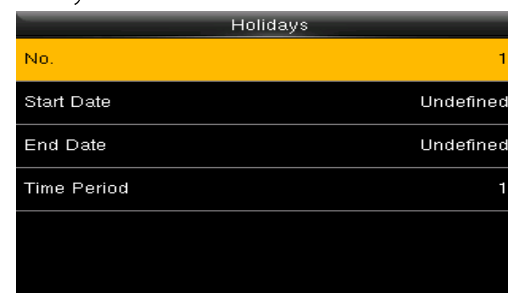 Holidays
No. 1
Start Date Undefined
End Date Undefined
Time Period 1